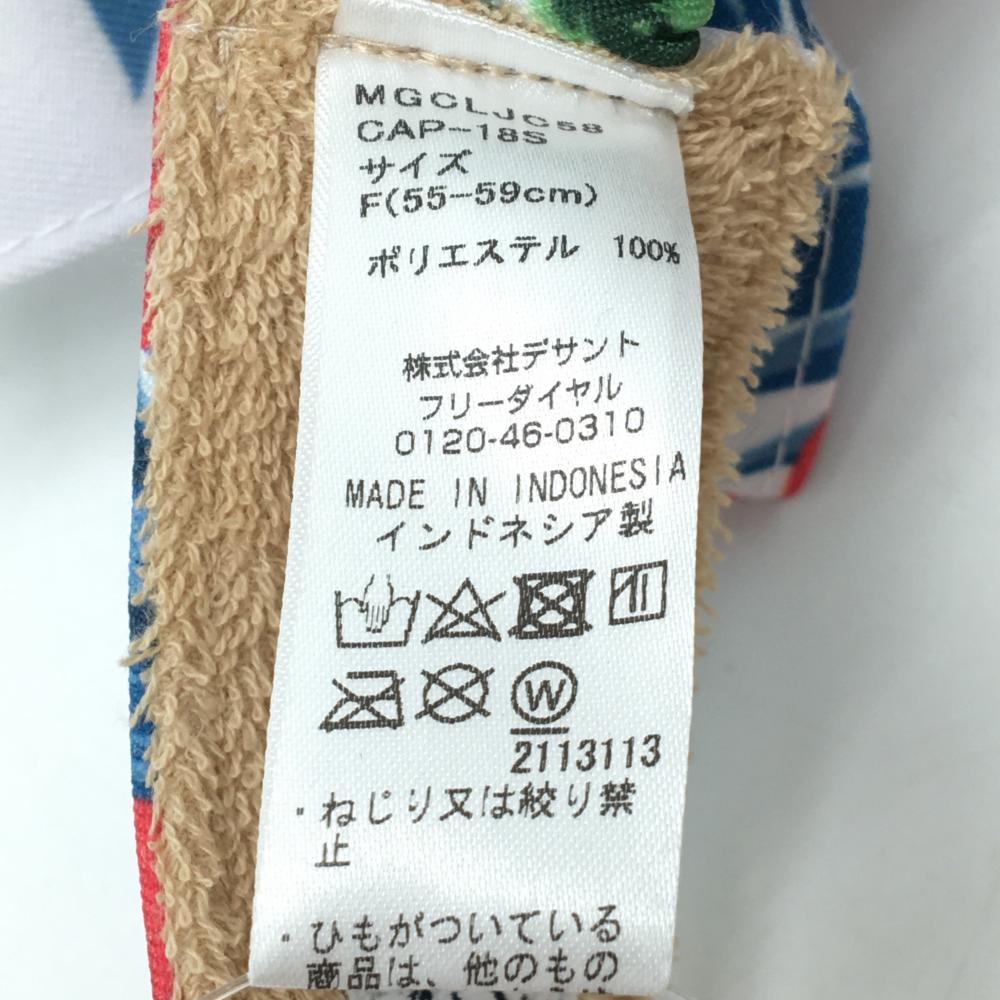 MGCLJC58
CAP-18S
サイズ
F(55-59cm)
ポリエステル 100%
株式会社デサント
フリーダイヤル
0120-46-0310
MADE IN INDONESIA
インドネシア製
W
2113113
・ねじり又は絞り禁
止
・ひもがついている
商品は、他のもの